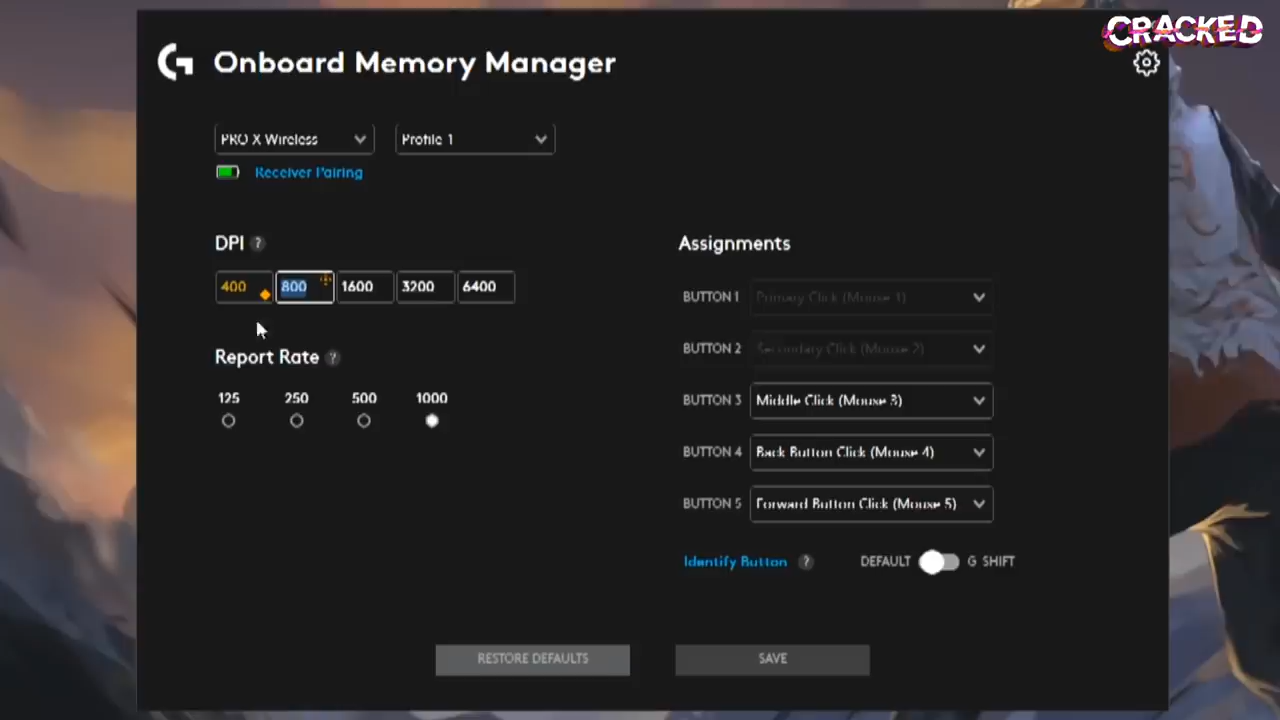 CRACKED
Onboard Memory Manager
PRO X Wireless
Profile 1
Receiver Pairing
DPI ?
400 800 1600 3200 6400
Report Rate ?
125 250 500 1000
Assignments
BUTTON 1 Primary Click (Mouse 1)
BUTTON 2 Secondary Click (Mouse 2)
BUTTON 3 Middle Click (Mouse 3)
BUTTON 4 Back Button Click (Mouse 4)
BUTTON 5 Forward Button Click (Mouse 5)
Identify Button ? DEFAULT G SHIFT
RESTORE DEFAULTS SAVE